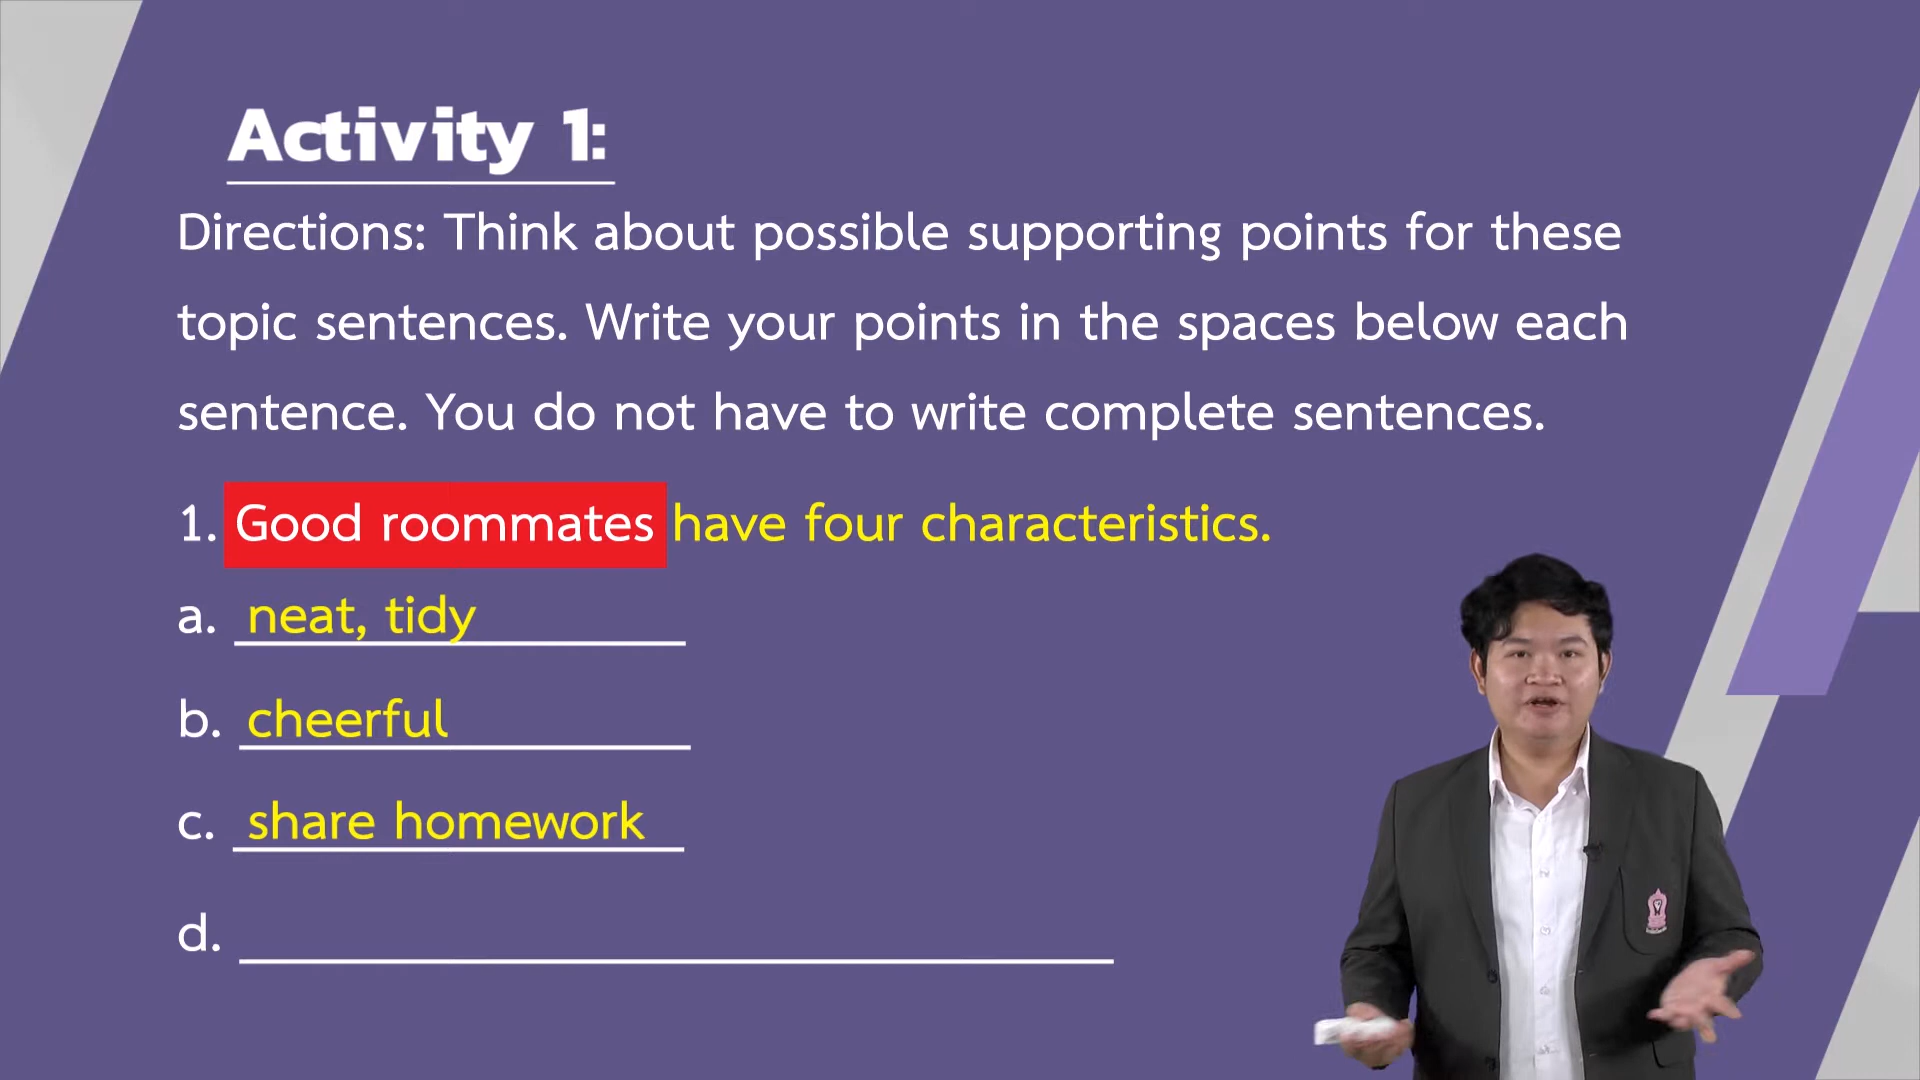 Activity 1:
Directions: Think about possible supporting points for these
topic sentences. Write your points in the spaces below each
sentence. You do not have to write complete sentences.
1. Good roommates have four characteristics.
a. neat, tidy
b. cheerful
c. share homework
d.